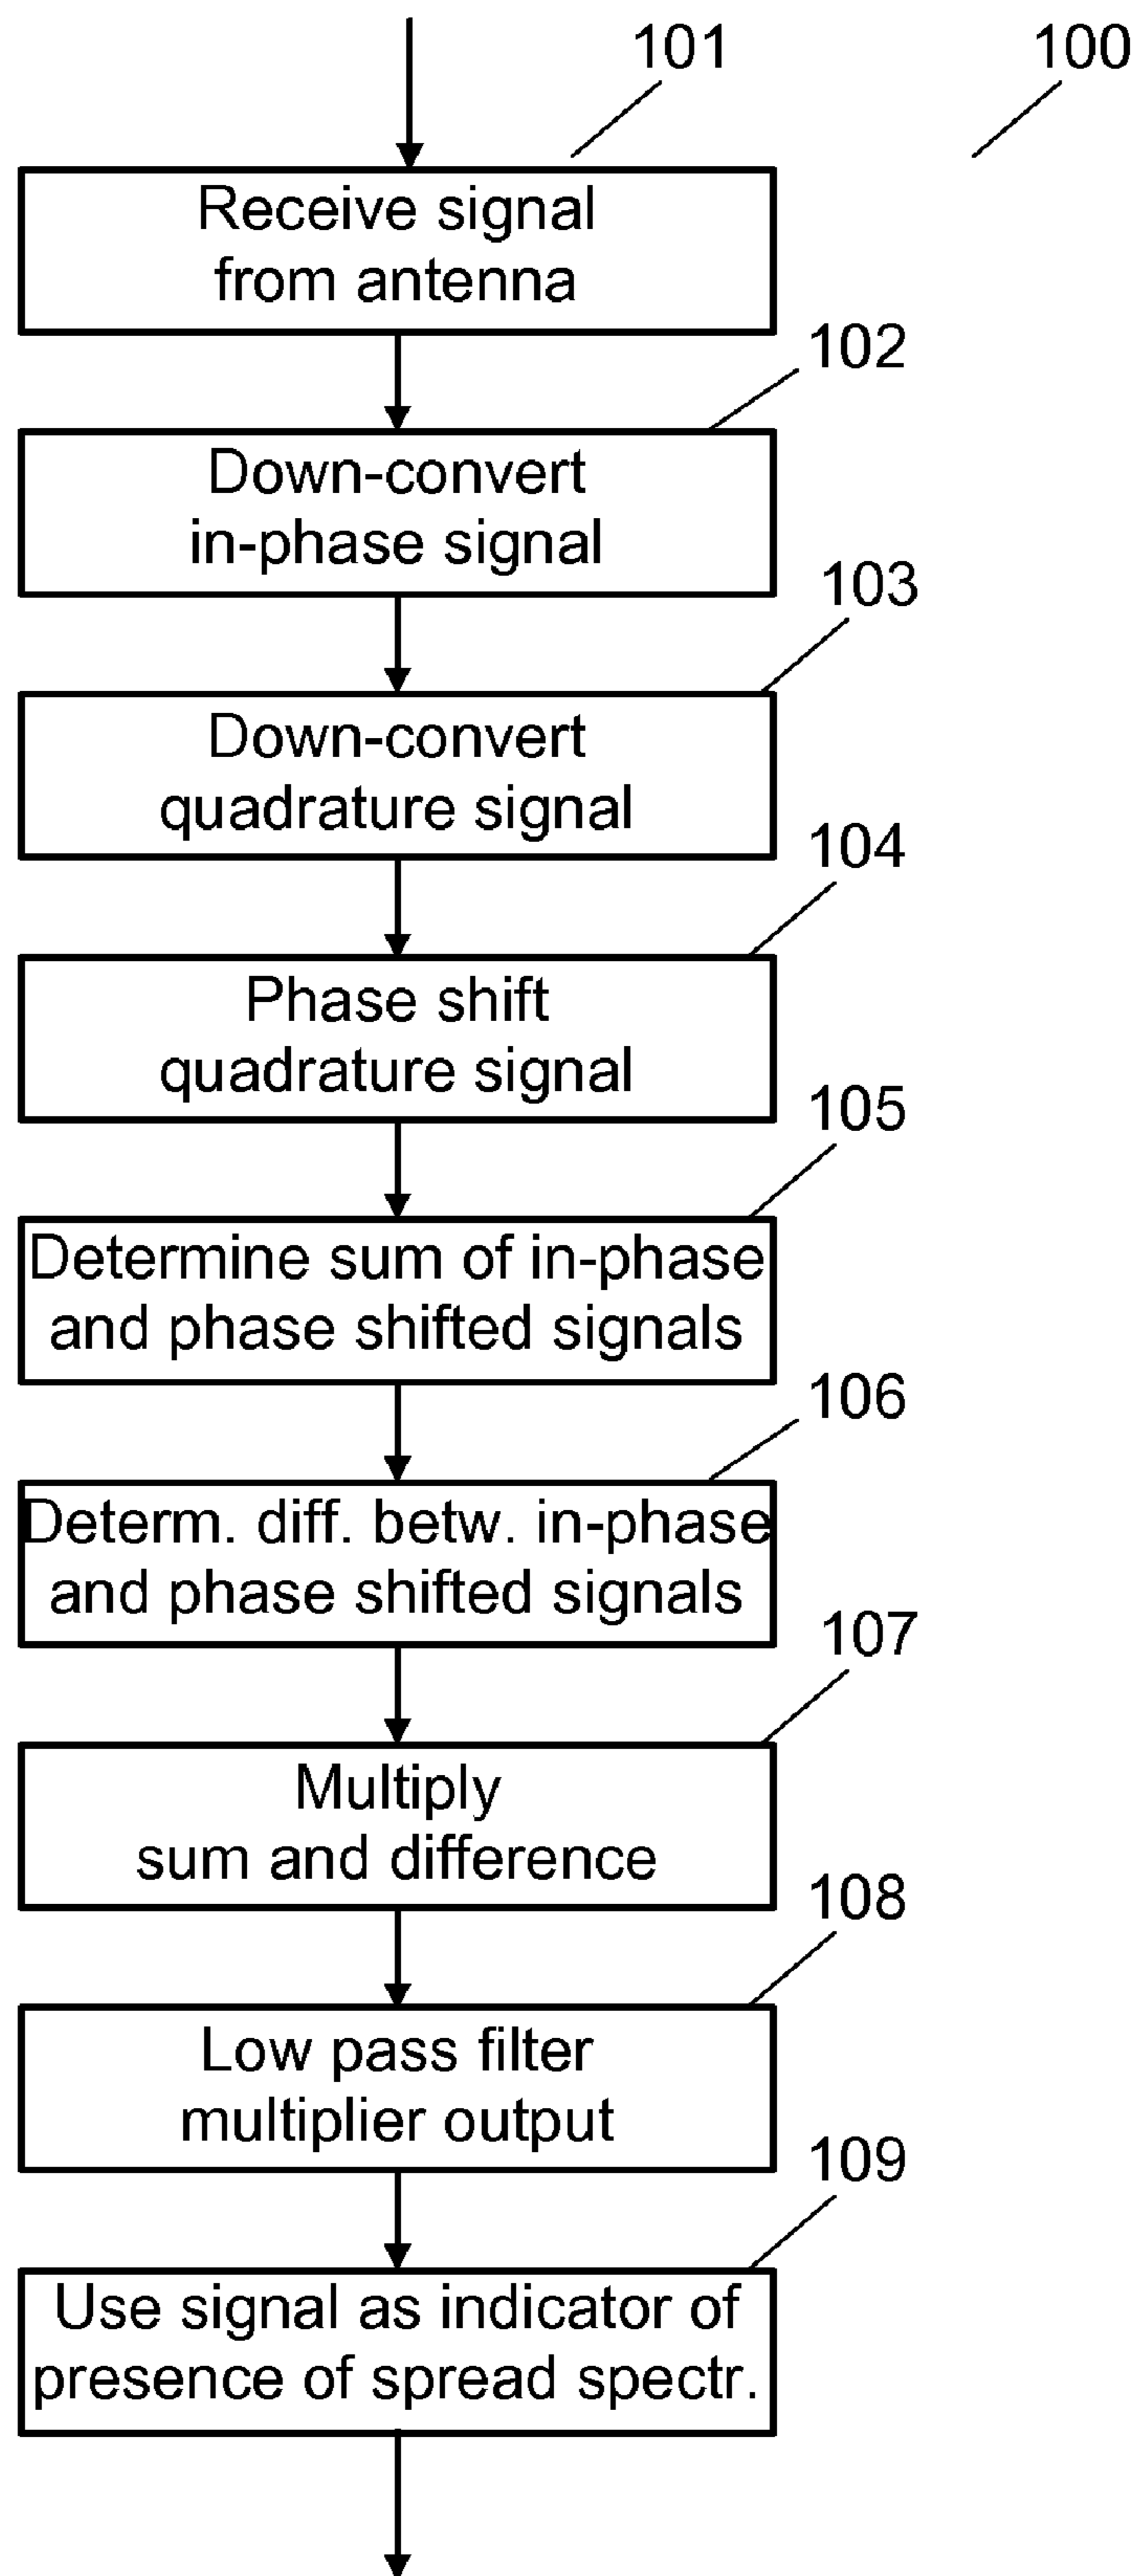 101
100
Receive signal
from antenna
102
Down-convert
in-phase signal
103
Down-convert
quadrature signal
104
Phase shift
quadrature signal
105
Determine sum of in-phase
and phase shifted signals
106
Determ. diff. betw. in-phase
and phase shifted signals
107
Multiply
sum and difference
108
Low pass filter
multiplier output
109
Use signal as indicator of
presence of spread spectr.